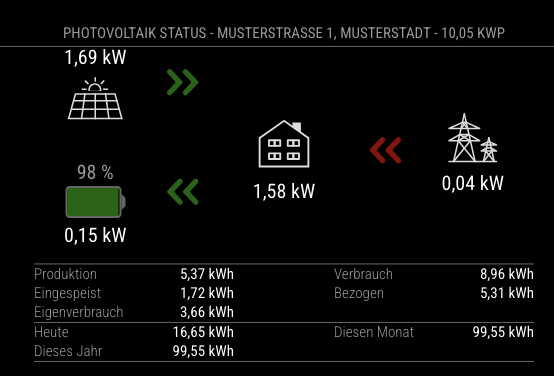 PHOTOVOLTAIK STATUS - MUSTERSTRASSE 1, MUSTERSTADT - 10,05 KWP
1,69 kW
98 %
0,15 kW
1,58 kW
0,04 kW
Produktion 5,37 kWh Verbrauch 8,96 kWh
Eingespeist 1,72 kWh Bezogen 5,31 kWh
Eigenverbrauch 3,66 kWh
Heute 16,65 kWh Diesen Monat 99,55 kWh
Dieses Jahr 99,55 kWh